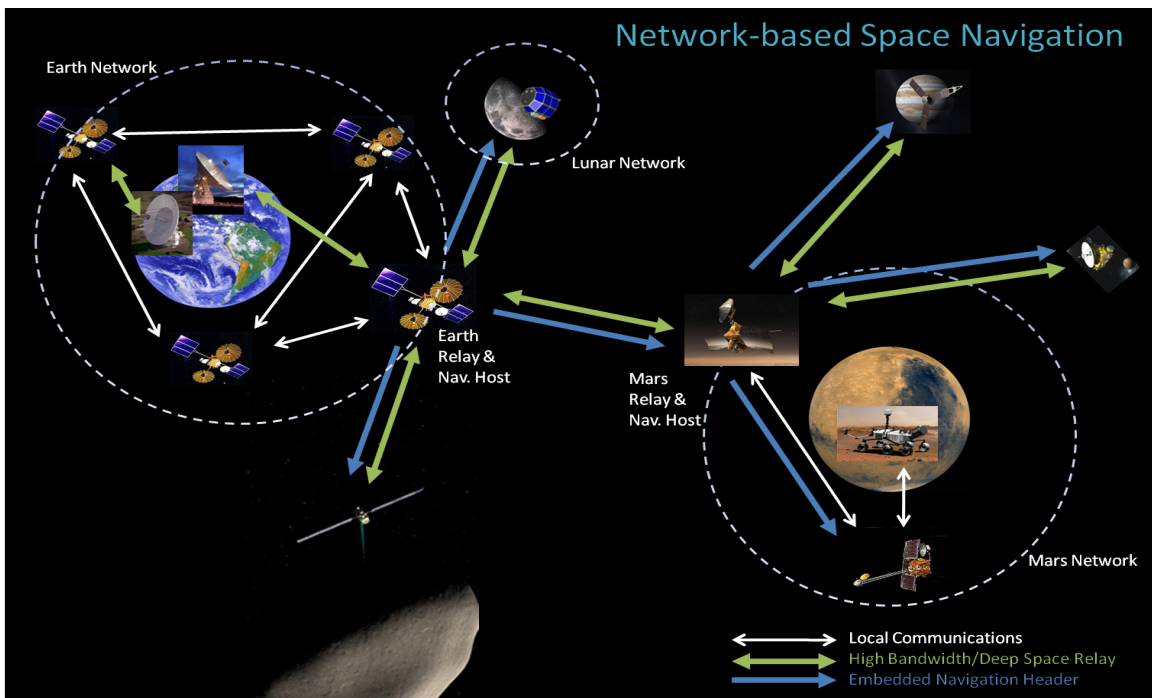 Network-based Space Navigation
Earth Network
Lunar Network
Earth
Relay &
Nav. Host
Mars
Relay &
Nav. Host
Mars Network
Local Communications
High Bandwidth/Deep Space Relay
Embedded Navigation Header